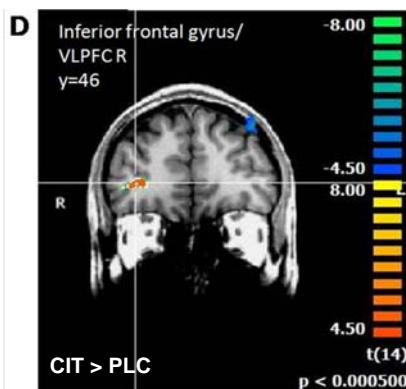 D
Inferior frontal gyrus/
VLPFC R
y=46
-8.00
-4.50
8.00
R
L
4.50
t(14)
CIT > PLC
p < 0.000500